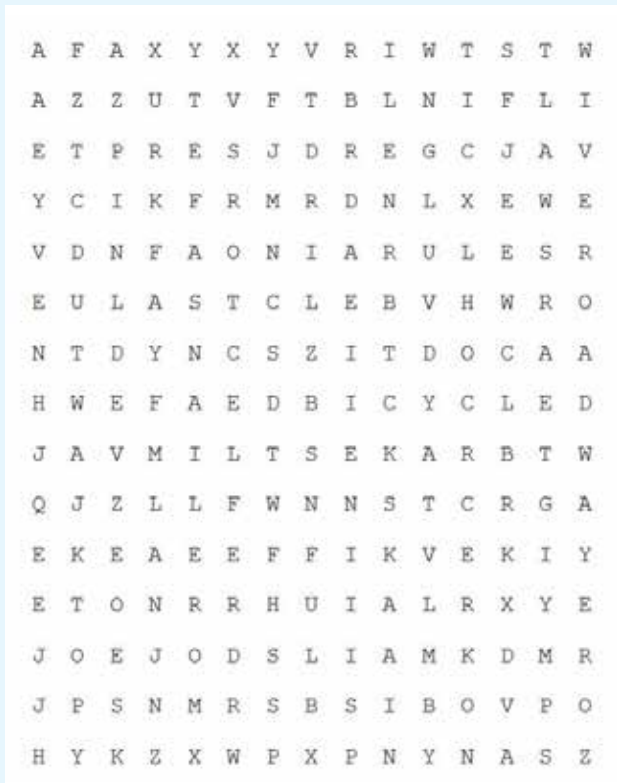 A F A X Y X Y V R I W T S T W
A Z Z U T V F T B L N I F L I
E T P R E S J D R E G C J A V
Y C I K F R M R D N L X E W E
V D N F A O N I A R U L E S R
E U L A S T C L E B V H W R O
N T D Y N C S Z I T D O C A A
H W E F A E D B I C Y C L E D
J A V M I L T S E K A R B T W
Q J Z L L F W N N S T C R G A
E K E A E E F F I K V E K I Y
E T O N R R H U I A L R X Y E
J O E J O D S L I A M K D M R
J P S N M R S B S I B O V P O
H Y K Z X W P X P N Y N A S Z